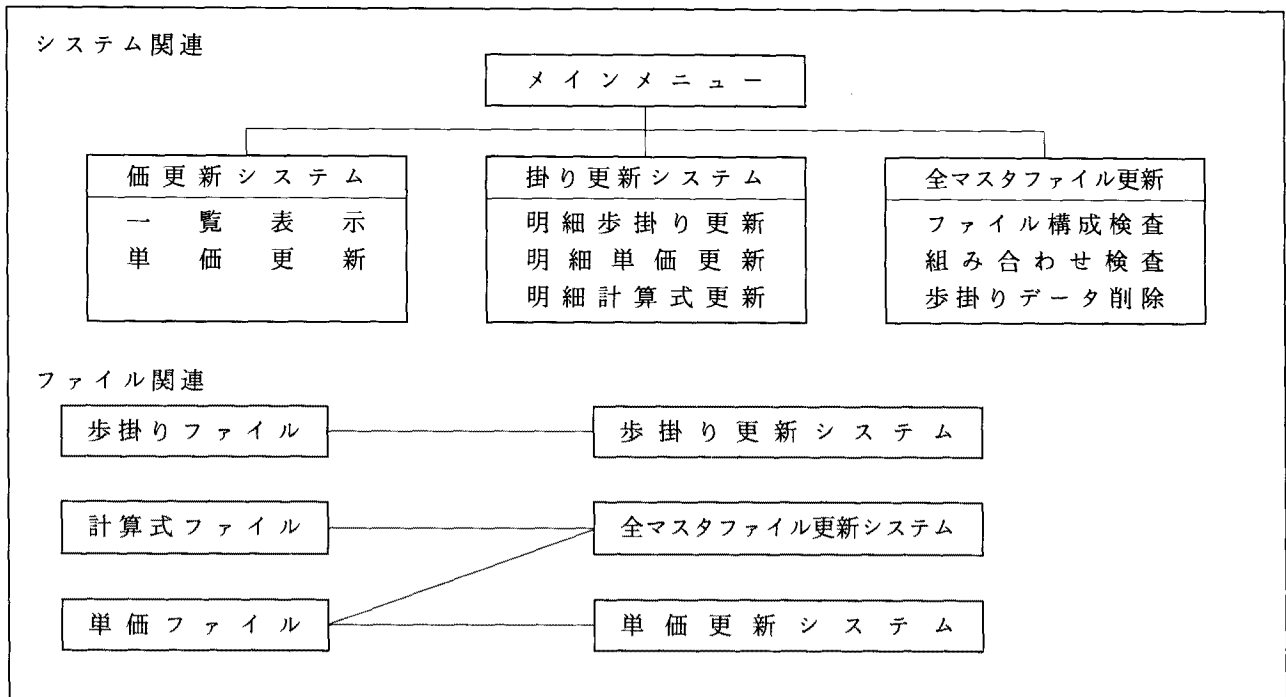 システム関連
メインメニュー
価更新システム
一覧表示
単価更新
掛り更新システム
明細歩掛り更新
明細単価更新
明細計算式更新
全マスタファイル更新
ファイル構成検査
組み合わせ検査
歩掛りデータ削除
ファイル関連
歩掛りファイル
歩掛り更新システム
計算式ファイル
全マスタファイル更新システム
単価ファイル
単価更新システム